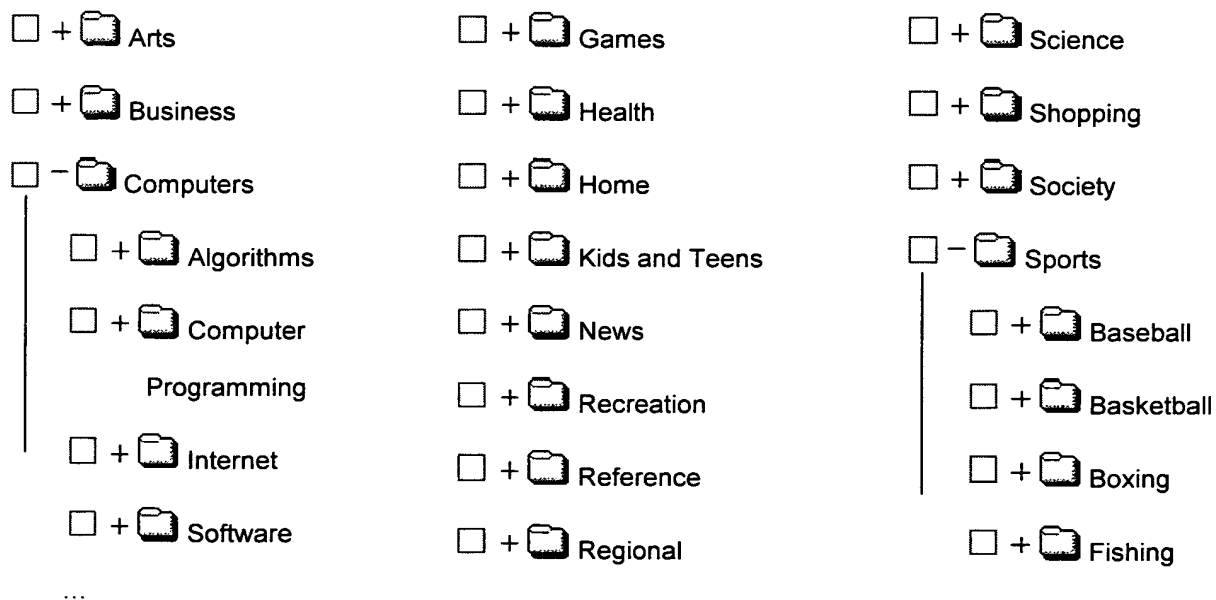 + Arts
+ Business
− Computers
+ Algorithms
+ Computer
Programming
+ Internet
+ Software
...
+ Games
+ Health
+ Home
+ Kids and Teens
+ News
+ Recreation
+ Reference
+ Regional
+ Science
+ Shopping
+ Society
− Sports
+ Baseball
+ Basketball
+ Boxing
+ Fishing